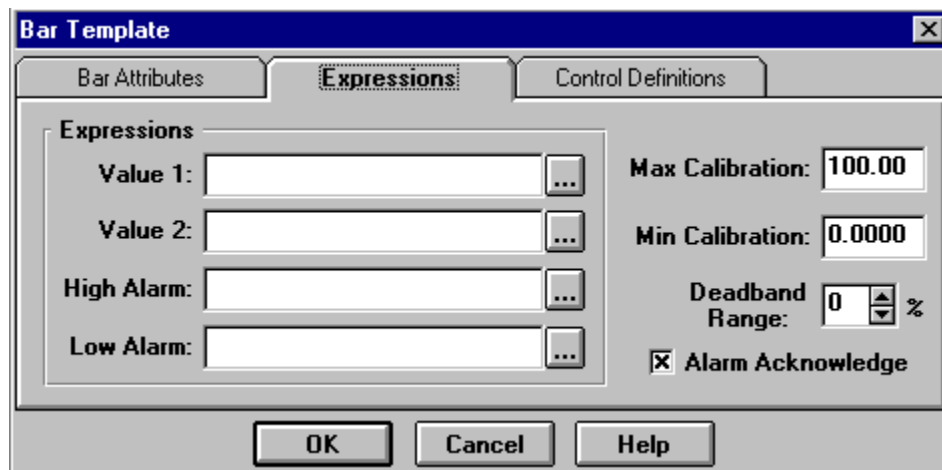 Bar Template
Bar Attributes
Expressions
Control Definitions
Expressions
Value 1:
...
Value 2:
...
High Alarm:
...
Low Alarm:
...
Max Calibration: 100.00
Min Calibration: 0.0000
Deadband
Range: 0 %
Alarm Acknowledge
OK
Cancel
Help